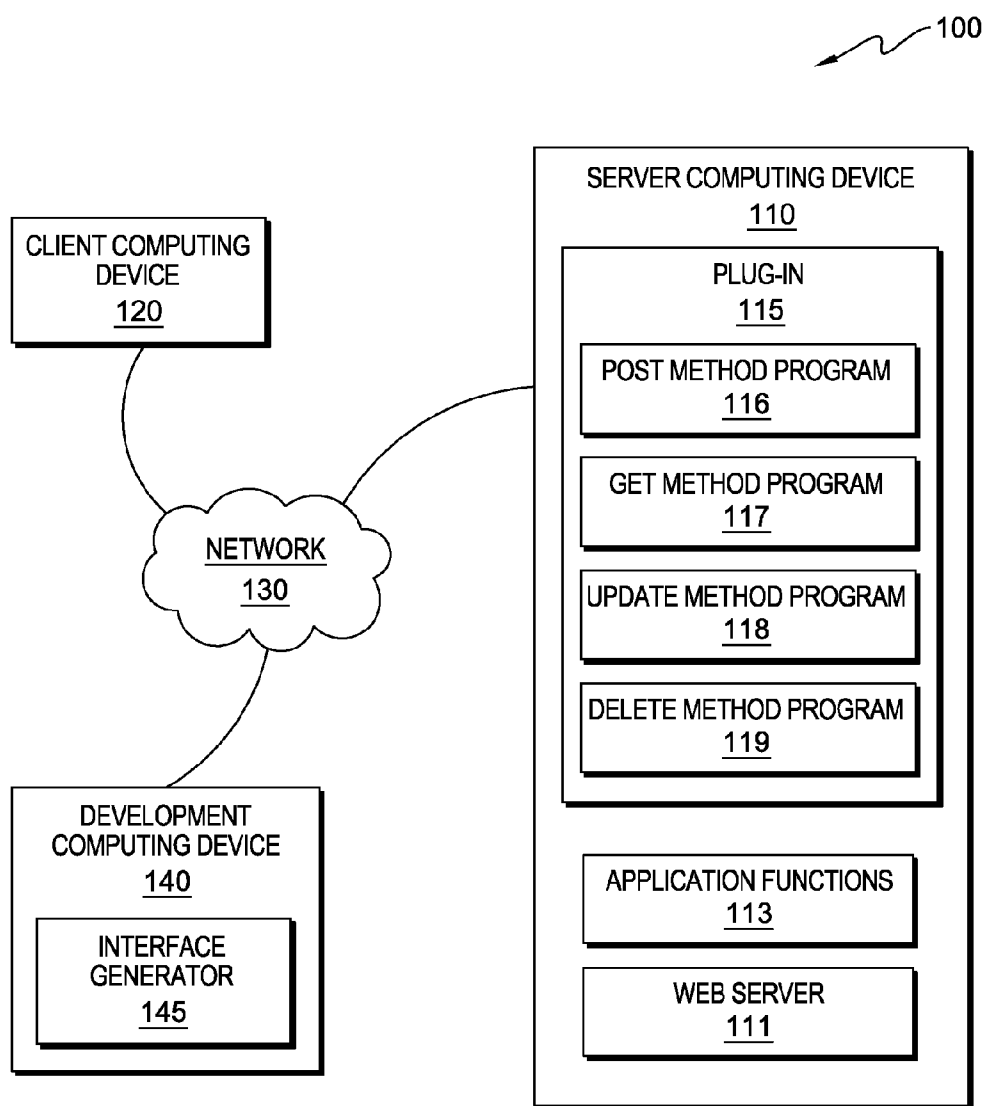 100
SERVER COMPUTING DEVICE
110
PLUG-IN
115
POST METHOD PROGRAM
116
GET METHOD PROGRAM
117
UPDATE METHOD PROGRAM
118
DELETE METHOD PROGRAM
119
APPLICATION FUNCTIONS
113
WEB SERVER
111
CLIENT COMPUTING
DEVICE
120
NETWORK
130
DEVELOPMENT
COMPUTING DEVICE
140
INTERFACE
GENERATOR
145